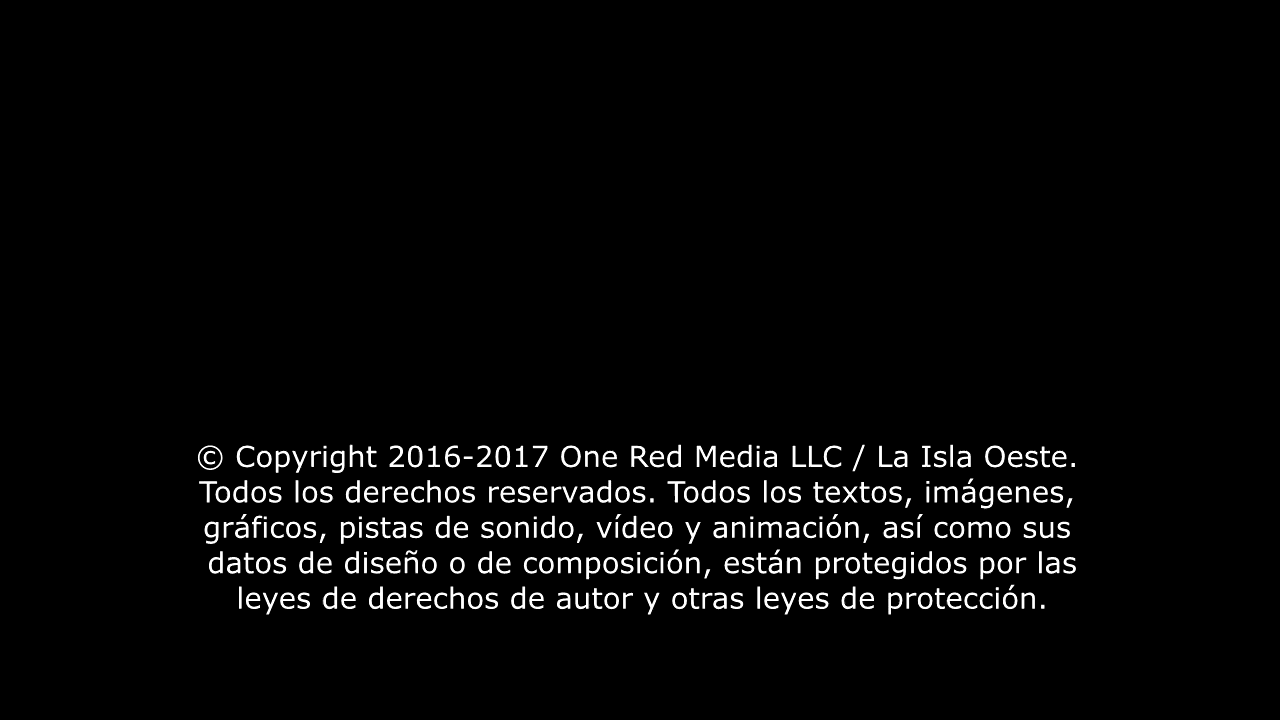 © Copyright 2016-2017 One Red Media LLC / La Isla Oeste.
Todos los derechos reservados. Todos los textos, imágenes,
gráficos, pistas de sonido, vídeo y animación, así como sus
datos de diseño o de composición, están protegidos por las
leyes de derechos de autor y otras leyes de protección.